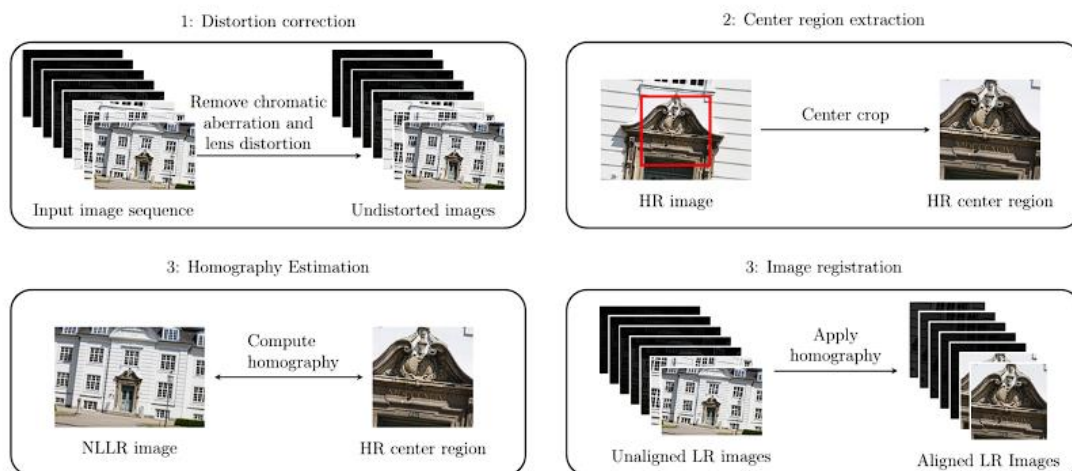 1: Distortion correction
Remove chromatic
aberration and
lens distortion
Input image sequence
Undistorted images
2: Center region extraction
Center crop
HR image
HR center region
3: Homography Estimation
Compute
homography
NLLR image
HR center region
3: Image registration
Apply
homography
Unaligned LR images
Aligned LR Images